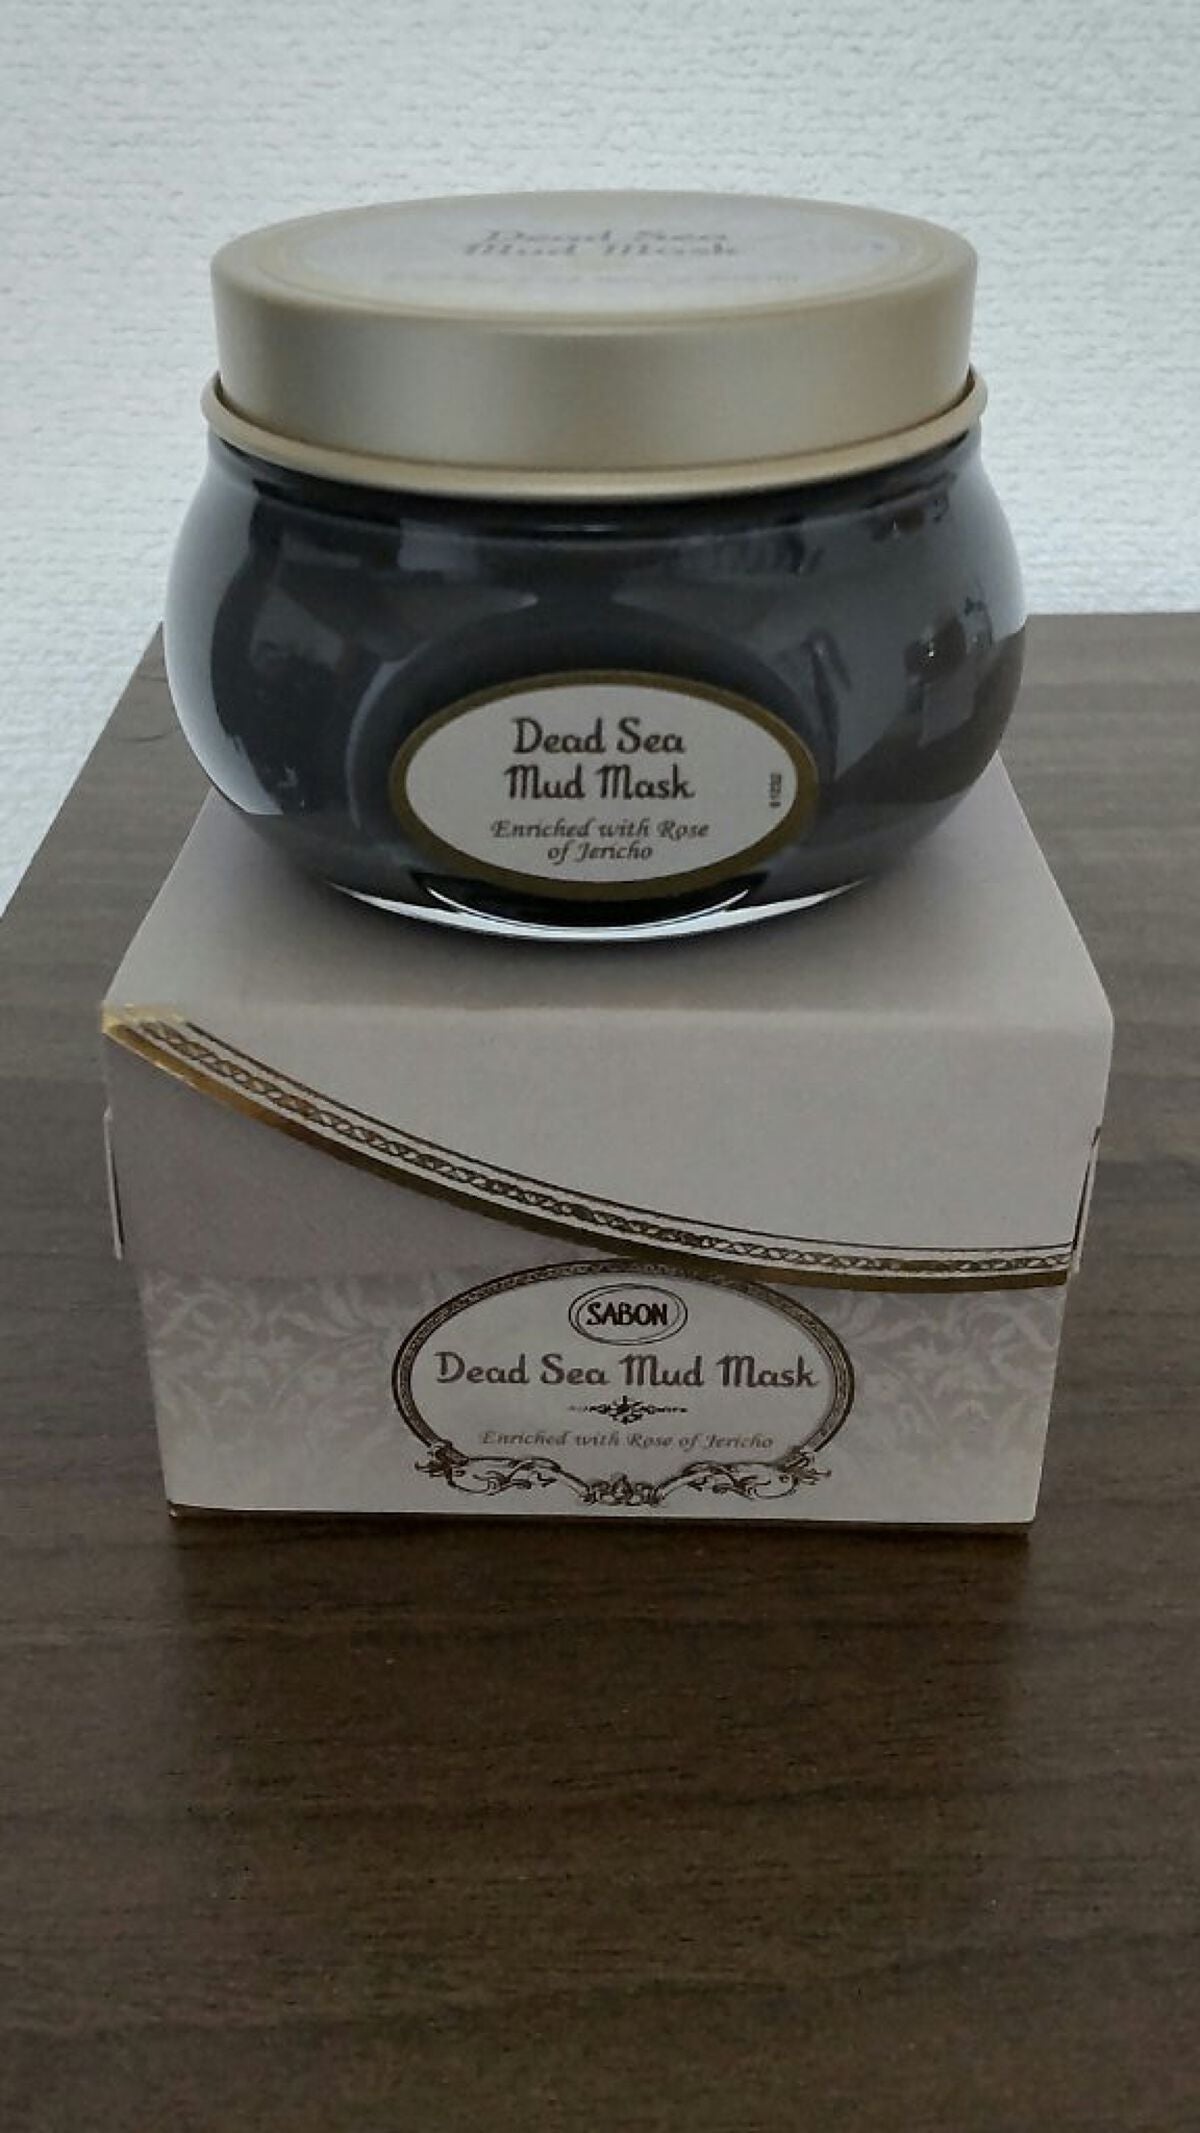 Dead Sea
Mud Mask
Dead Sea
Mud Mask
Enriched with Rose
of Jericho
SABON
Dead Sea Mud Mask
Enriched with Rose of Jericho